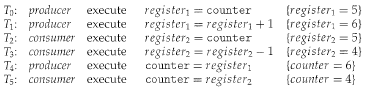 T₀: producer execute register₁ = counter {register₁ = 5}
T₁: producer execute register₁ = register₁ + 1 {register₁ = 6}
T₂: consumer execute register₂ = counter {register₂ = 5}
T₃: consumer execute register₂ = register₂ − 1 {register₂ = 4}
T₄: producer execute counter = register₁ {counter = 6}
T₅: consumer execute counter = register₂ {counter = 4}